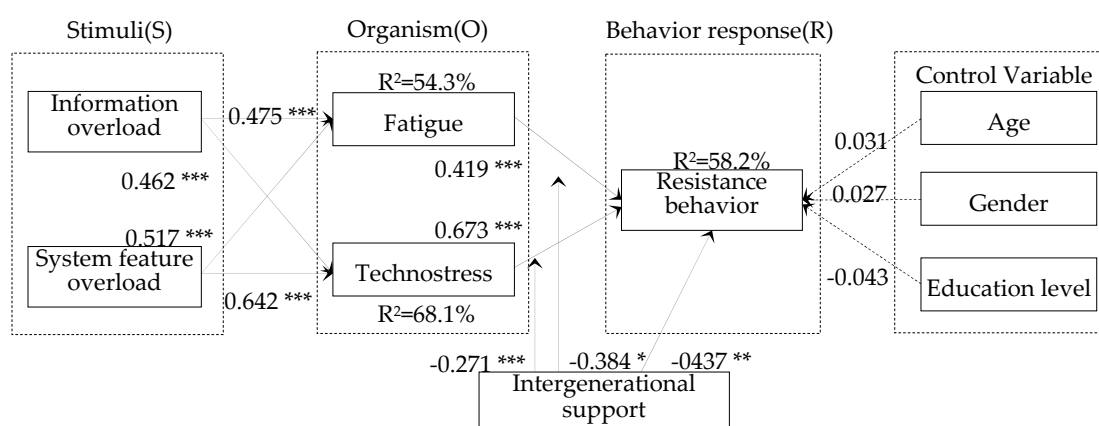 Stimuli(S)
Organism(O)
Behavior response(R)
Control Variable
Information
overload
System feature
overload
0.475 ***
0.462 ***
0.517 ***
0.642 ***
R²=54.3%
Fatigue
0.419 ***
0.673 ***
Technostress
R²=68.1%
R²=58.2%
Resistance
behavior
0.031
0.027
-0.043
Age
Gender
Education level
-0.271 ***
-0.384 *
-0437 **
Intergenerational
support